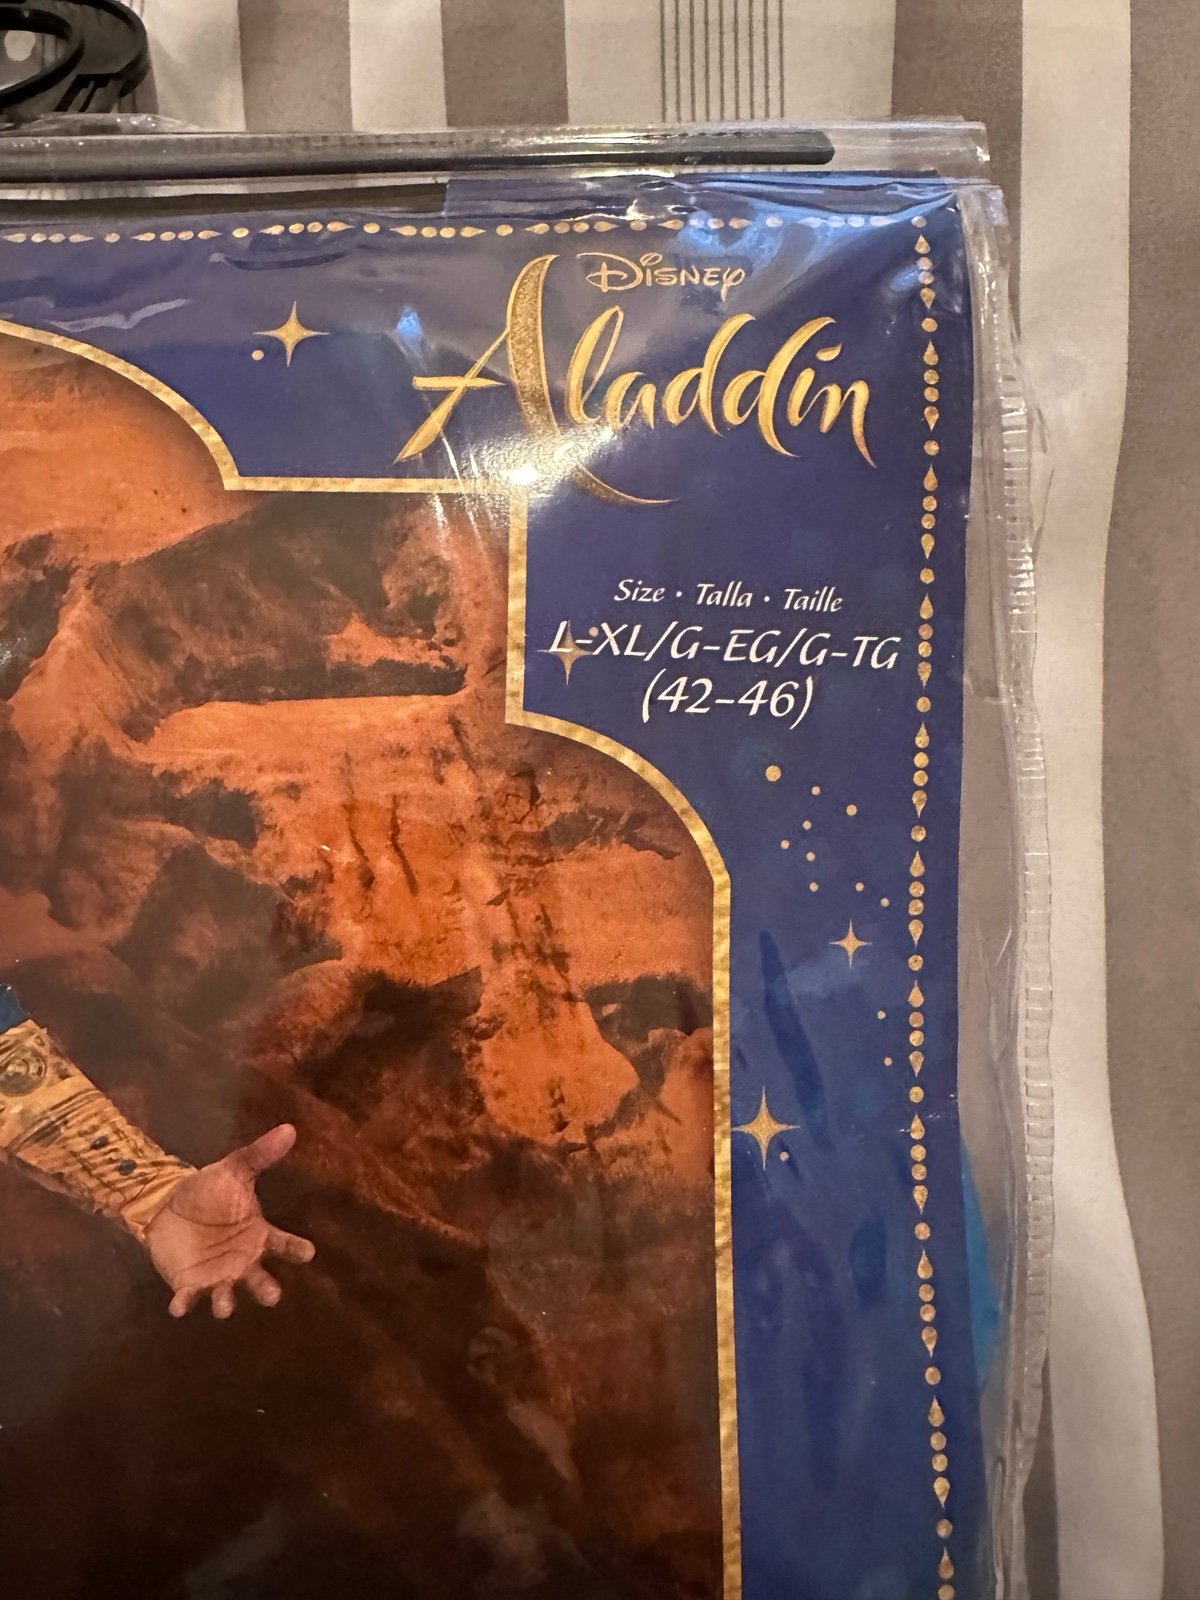 Disney
Aladdin
Size • Talla • Taille
L-XL/G-EG/G-TG
(42-46)